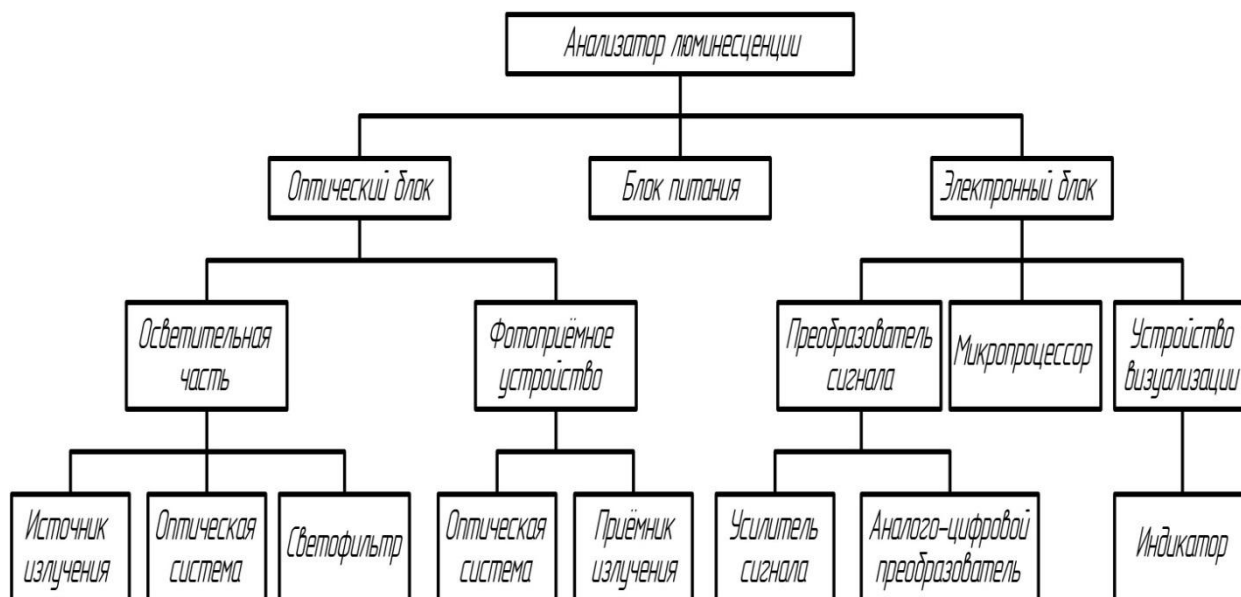 Анализатор люминесценции
Оптический блок
Блок питания
Электронный блок
Осветительная
часть
Фотоприёмное
устройство
Преобразователь
сигнала
Микропроцессор
Устройство
визуализации
Источник
излучения
Оптическая
система
Светофильтр
Оптическая
система
Приёмник
излучения
Усилитель
сигнала
Аналого-цифровой
преобразователь
Индикатор